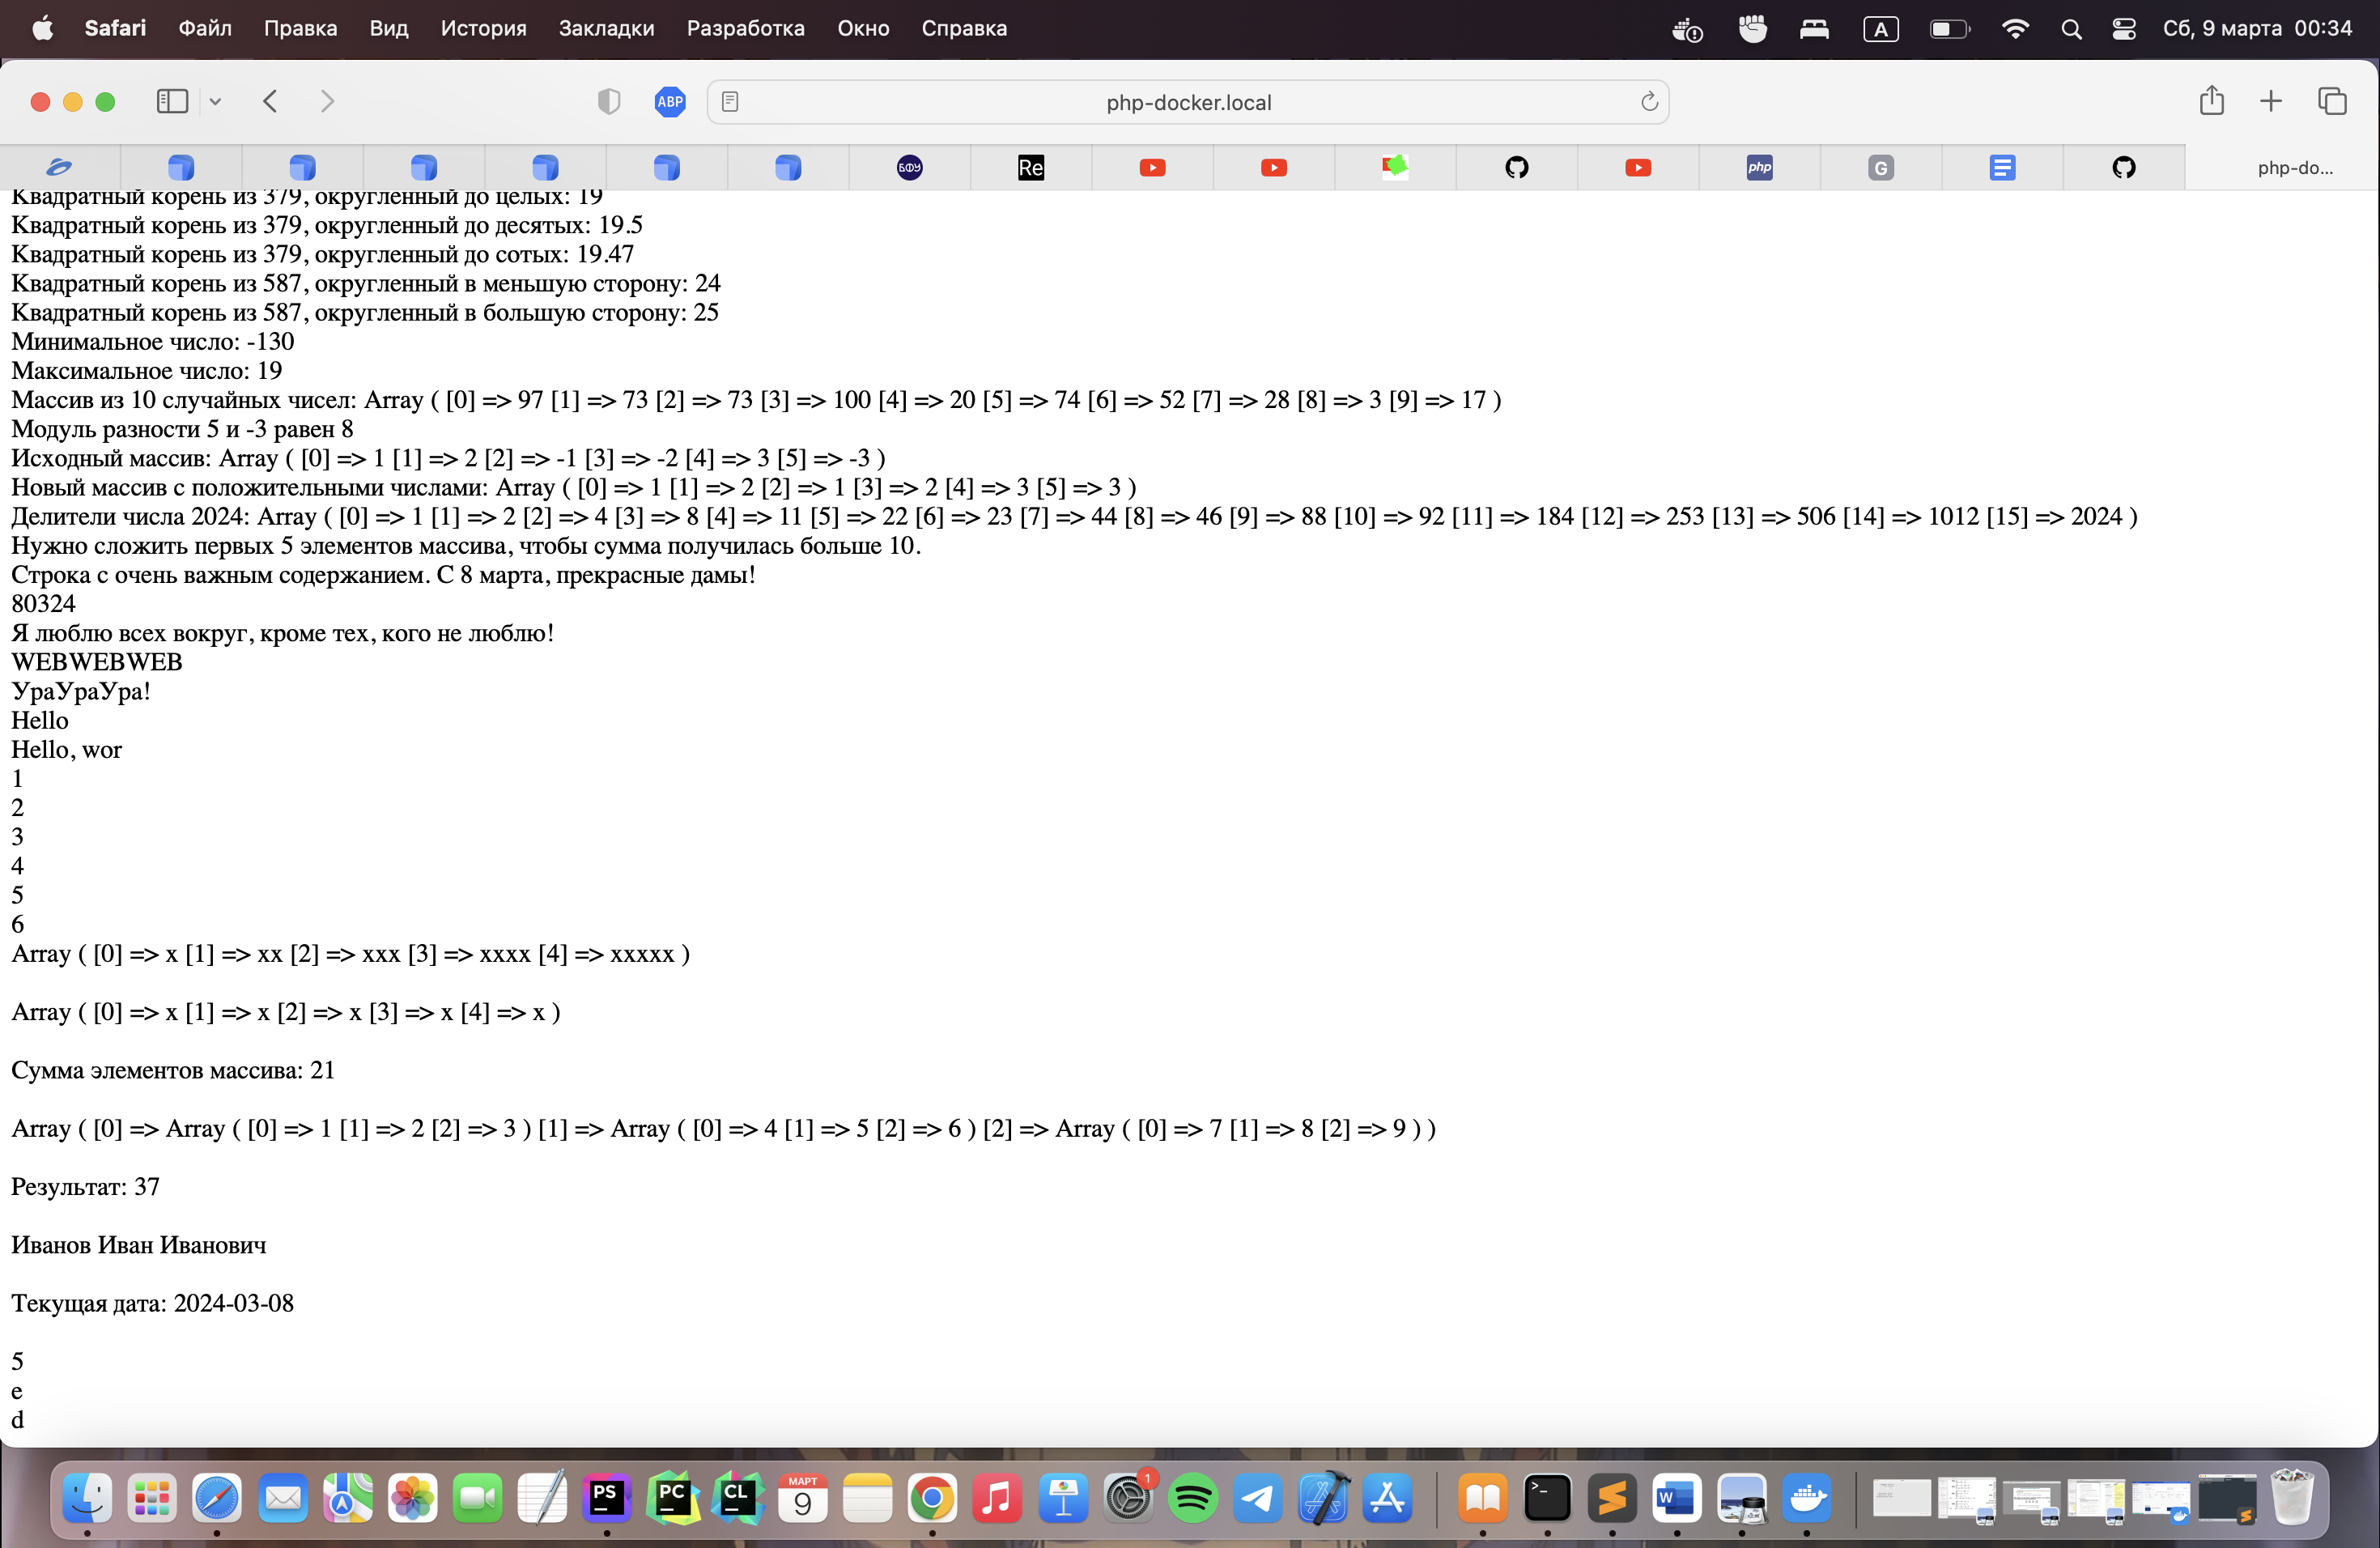 Safari Файл Правка Вид История Закладки Разработка Окно Справка A Сб, 9 марта 00:34
ABP php-docker.local
БФУ Re php G php-do...
Квадратный корень из 379, округленный до целых: 19
Квадратный корень из 379, округленный до десятых: 19.5
Квадратный корень из 379, округленный до сотых: 19.47
Квадратный корень из 587, округленный в меньшую сторону: 24
Квадратный корень из 587, округленный в большую сторону: 25
Минимальное число: -130
Максимальное число: 19
Массив из 10 случайных чисел: Array ( [0] => 97 [1] => 73 [2] => 73 [3] => 100 [4] => 20 [5] => 74 [6] => 52 [7] => 28 [8] => 3 [9] => 17 )
Модуль разности 5 и -3 равен 8
Исходный массив: Array ( [0] => 1 [1] => 2 [2] => -1 [3] => -2 [4] => 3 [5] => -3 )
Новый массив с положительными числами: Array ( [0] => 1 [1] => 2 [2] => 1 [3] => 2 [4] => 3 [5] => 3 )
Делители числа 2024: Array ( [0] => 1 [1] => 2 [2] => 4 [3] => 8 [4] => 11 [5] => 22 [6] => 23 [7] => 44 [8] => 46 [9] => 88 [10] => 92 [11] => 184 [12] => 253 [13] => 506 [14] => 1012 [15] => 2024 )
Нужно сложить первых 5 элементов массива, чтобы сумма получилась больше 10.
Строка с очень важным содержанием. С 8 марта, прекрасные дамы!
80324
Я люблю всех вокруг, кроме тех, кого не люблю!
WEBWEBWEB
УраУраУра!
Hello
Hello, wor
1
2
3
4
5
6
Array ( [0] => x [1] => xx [2] => xxx [3] => xxxx [4] => xxxxx )
Array ( [0] => x [1] => x [2] => x [3] => x [4] => x )
Сумма элементов массива: 21
Array ( [0] => Array ( [0] => 1 [1] => 2 [2] => 3 ) [1] => Array ( [0] => 4 [1] => 5 [2] => 6 ) [2] => Array ( [0] => 7 [1] => 8 [2] => 9 ) )
Результат: 37
Иванов Иван Иванович
Текущая дата: 2024-03-08
5
e
d
PS PC CL МАРТ 9 1 >_ W